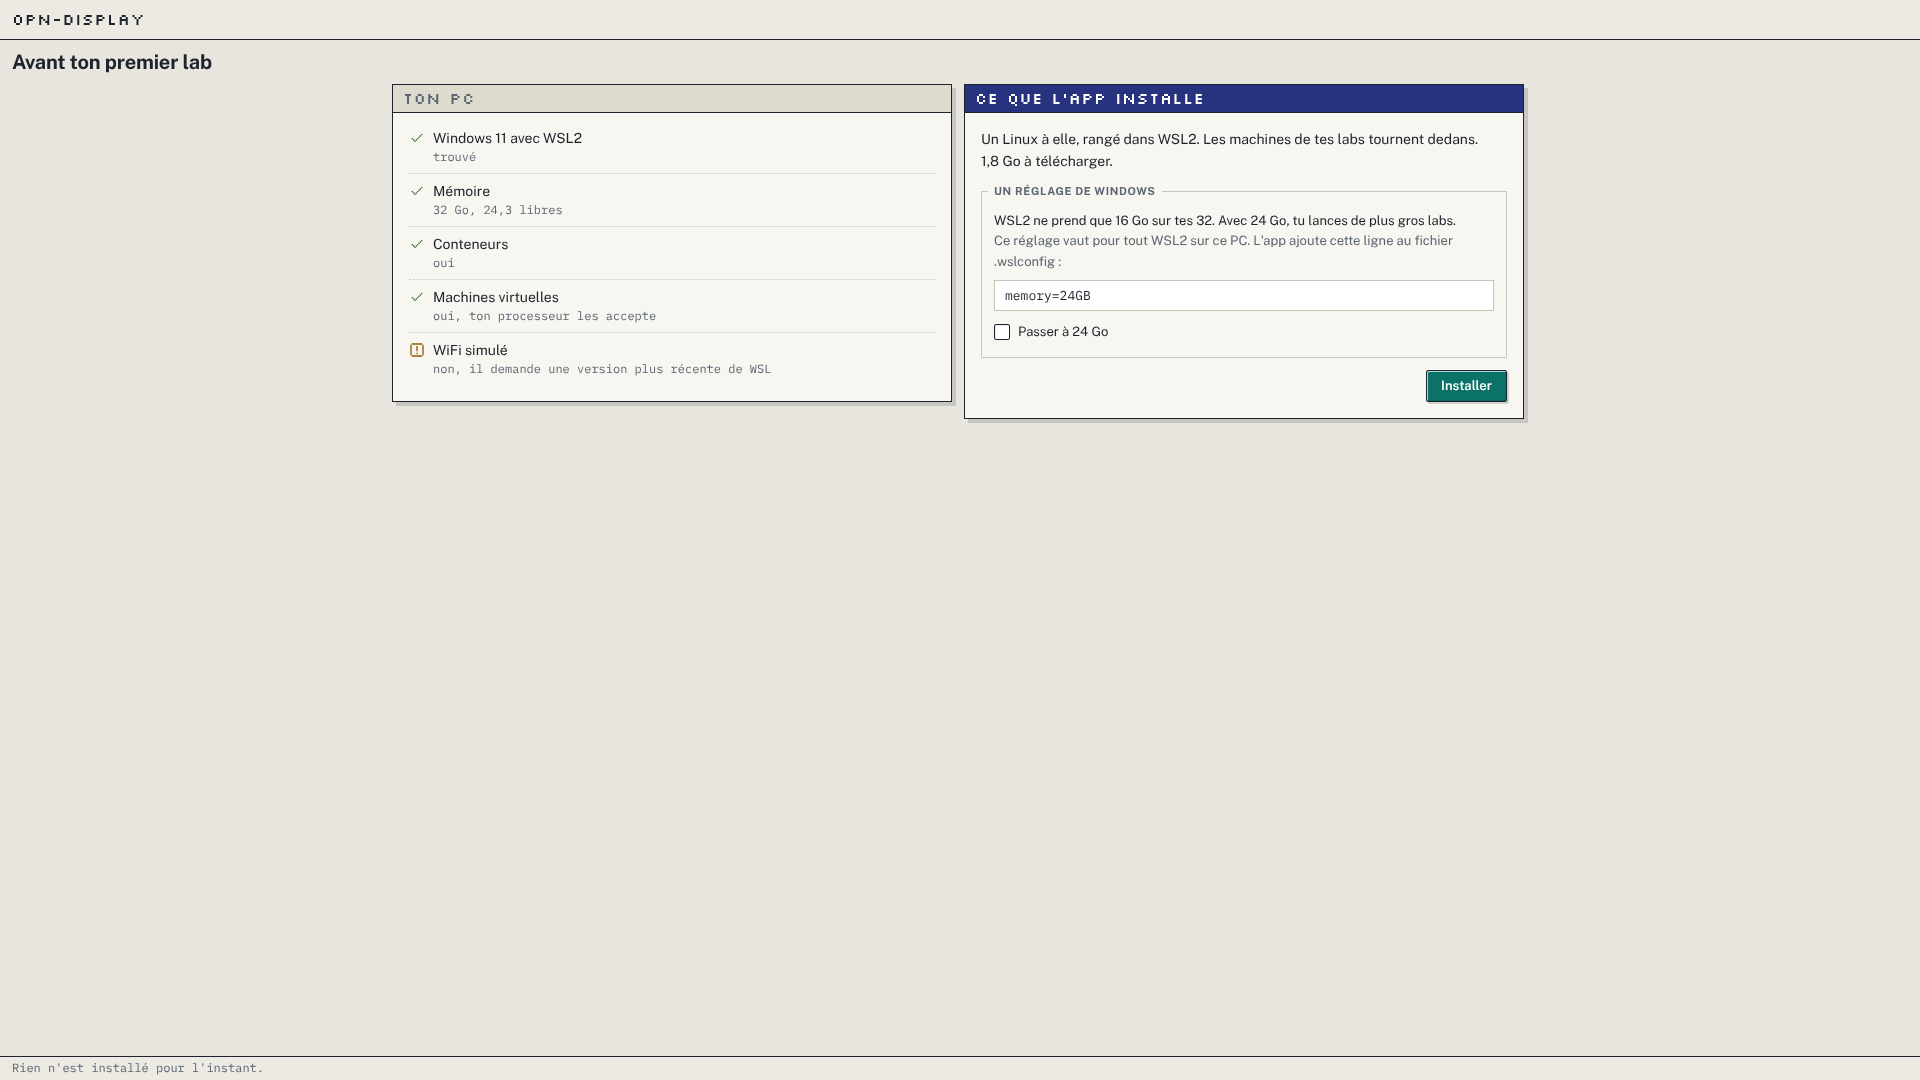 OPN-DISPLAY
Avant ton premier lab
TON PC
Windows 11 avec WSL2
trouvé
Mémoire
32 Go, 24,3 libres
Conteneurs
oui
Machines virtuelles
oui, ton processeur les accepte
WiFi simulé
non, il demande une version plus récente de WSL
CE QUE L'APP INSTALLE
Un Linux à elle, rangé dans WSL2. Les machines de tes labs tournent dedans.
1,8 Go à télécharger.
UN RÉGLAGE DE WINDOWS
WSL2 ne prend que 16 Go sur tes 32. Avec 24 Go, tu lances de plus gros labs.
Ce réglage vaut pour tout WSL2 sur ce PC. L'app ajoute cette ligne au fichier
.wslconfig :
memory=24GB
Passer à 24 Go
Installer
Rien n'est installé pour l'instant.